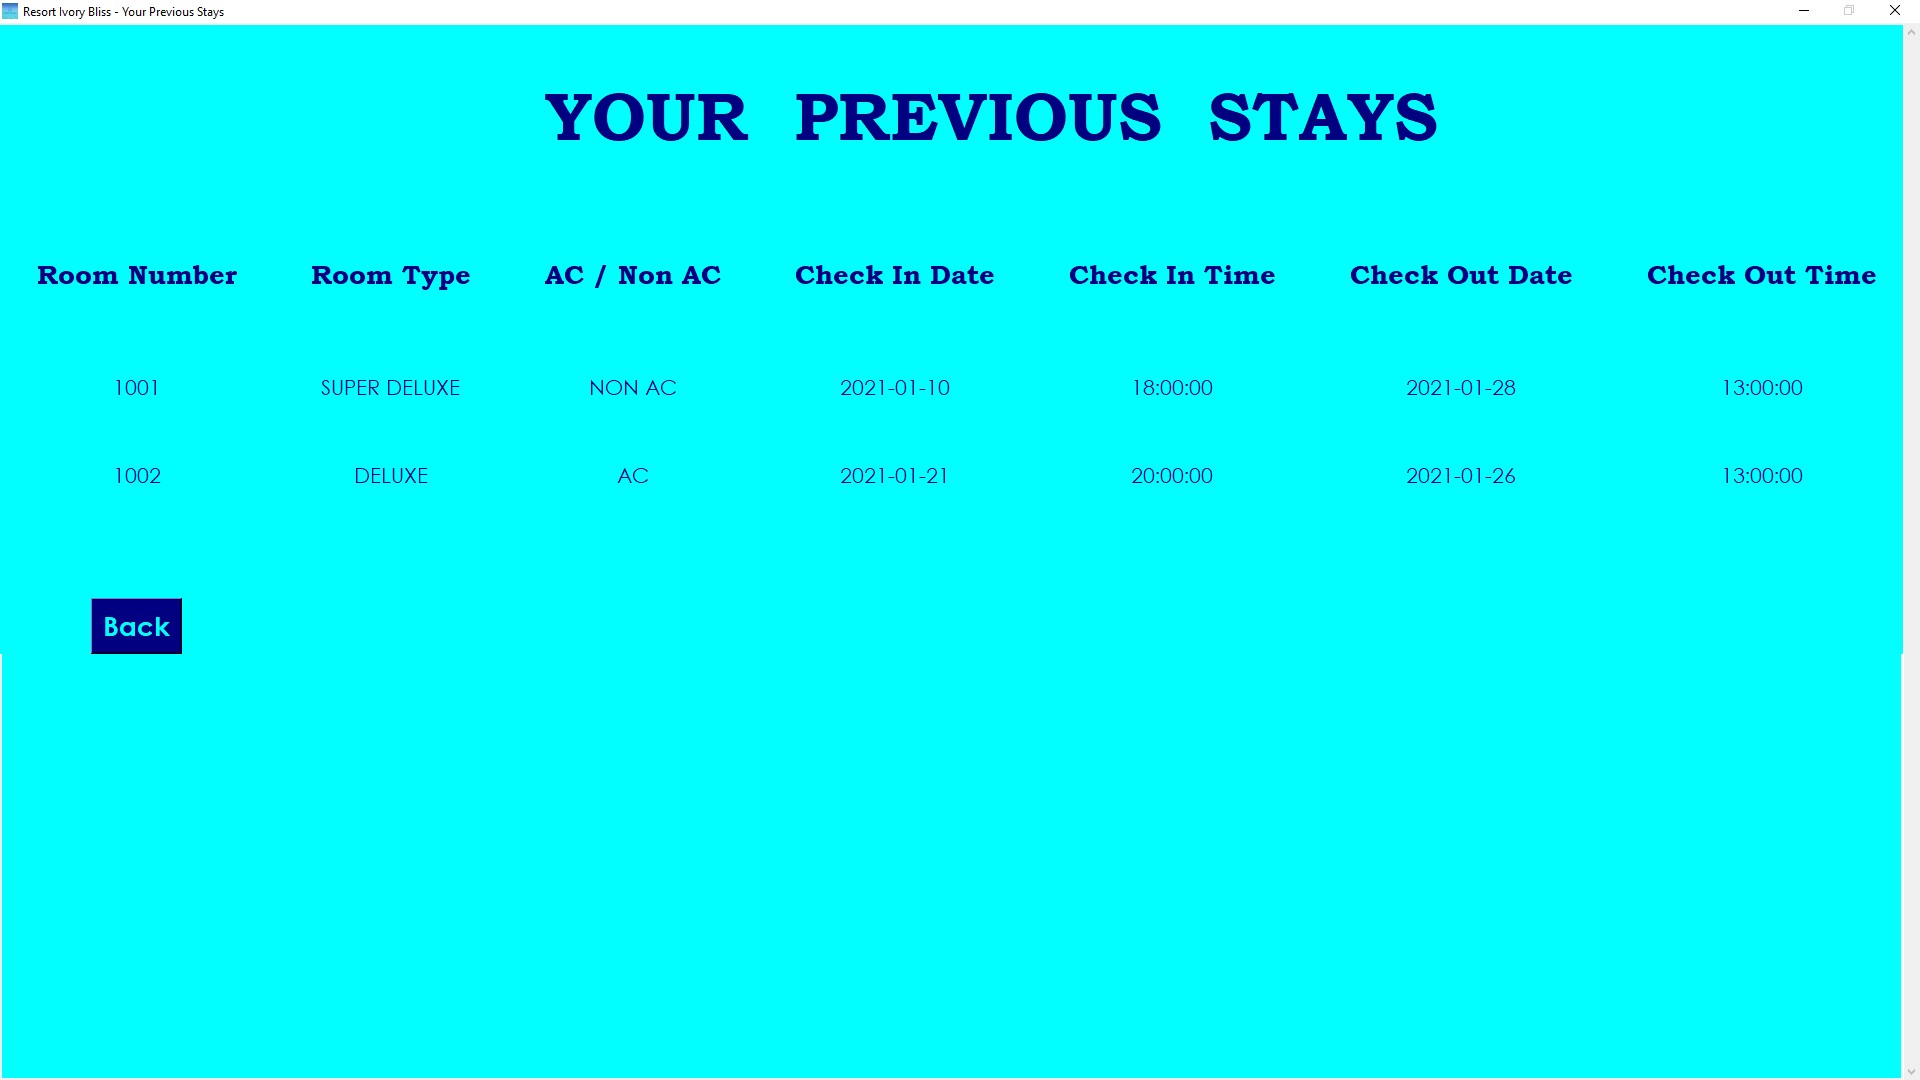 Resort Ivory Bliss - Your Previous Stays
YOUR PREVIOUS STAYS
Room Number Room Type AC / Non AC Check In Date Check In Time Check Out Date Check Out Time
1001 SUPER DELUXE NON AC 2021-01-10 18:00:00 2021-01-28 13:00:00
1002 DELUXE AC 2021-01-21 20:00:00 2021-01-26 13:00:00
Back